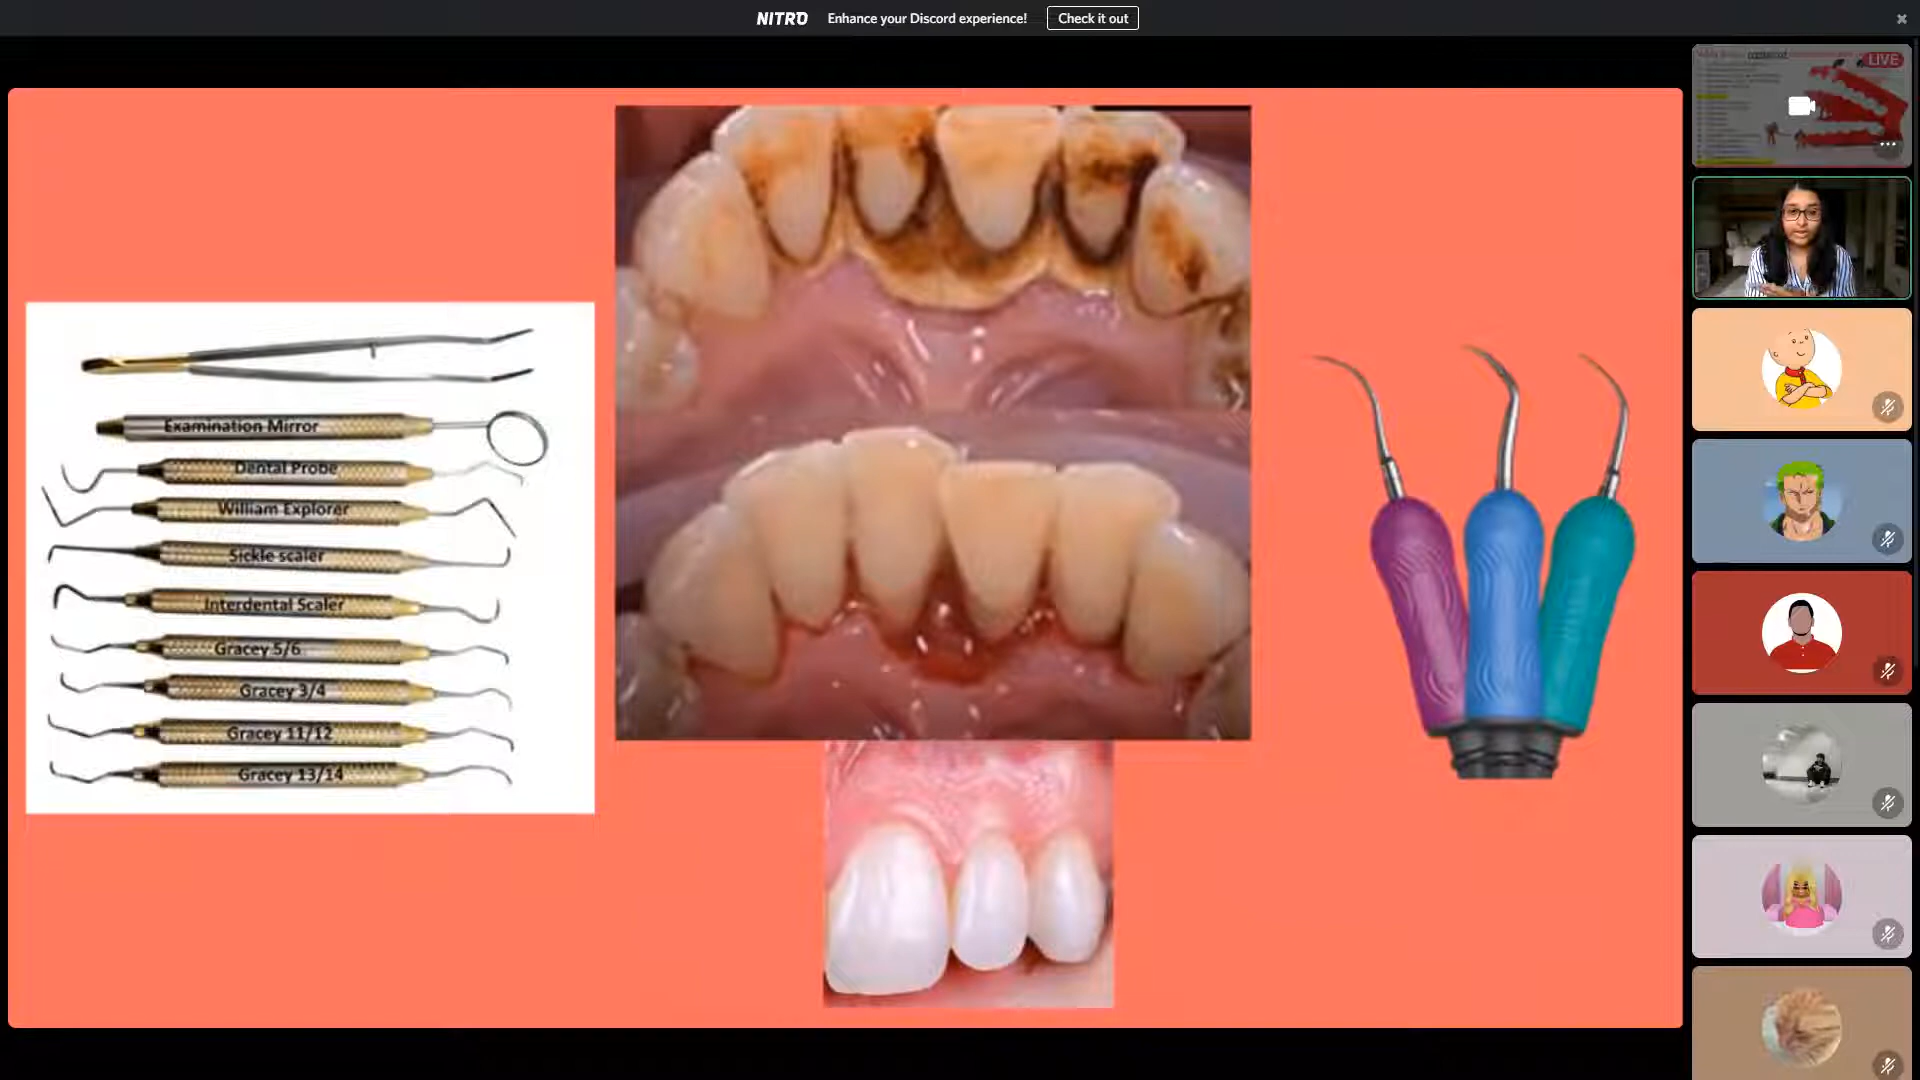 NITRO
Enhance your Discord experience!
Check it out
LIVE
Examination Mirror
Dental Probe
William Explorer
Sickle scaler
Interdental Scaler
Gracey 5/6
Gracey 3/4
Gracey 11/12
Gracey 13/14